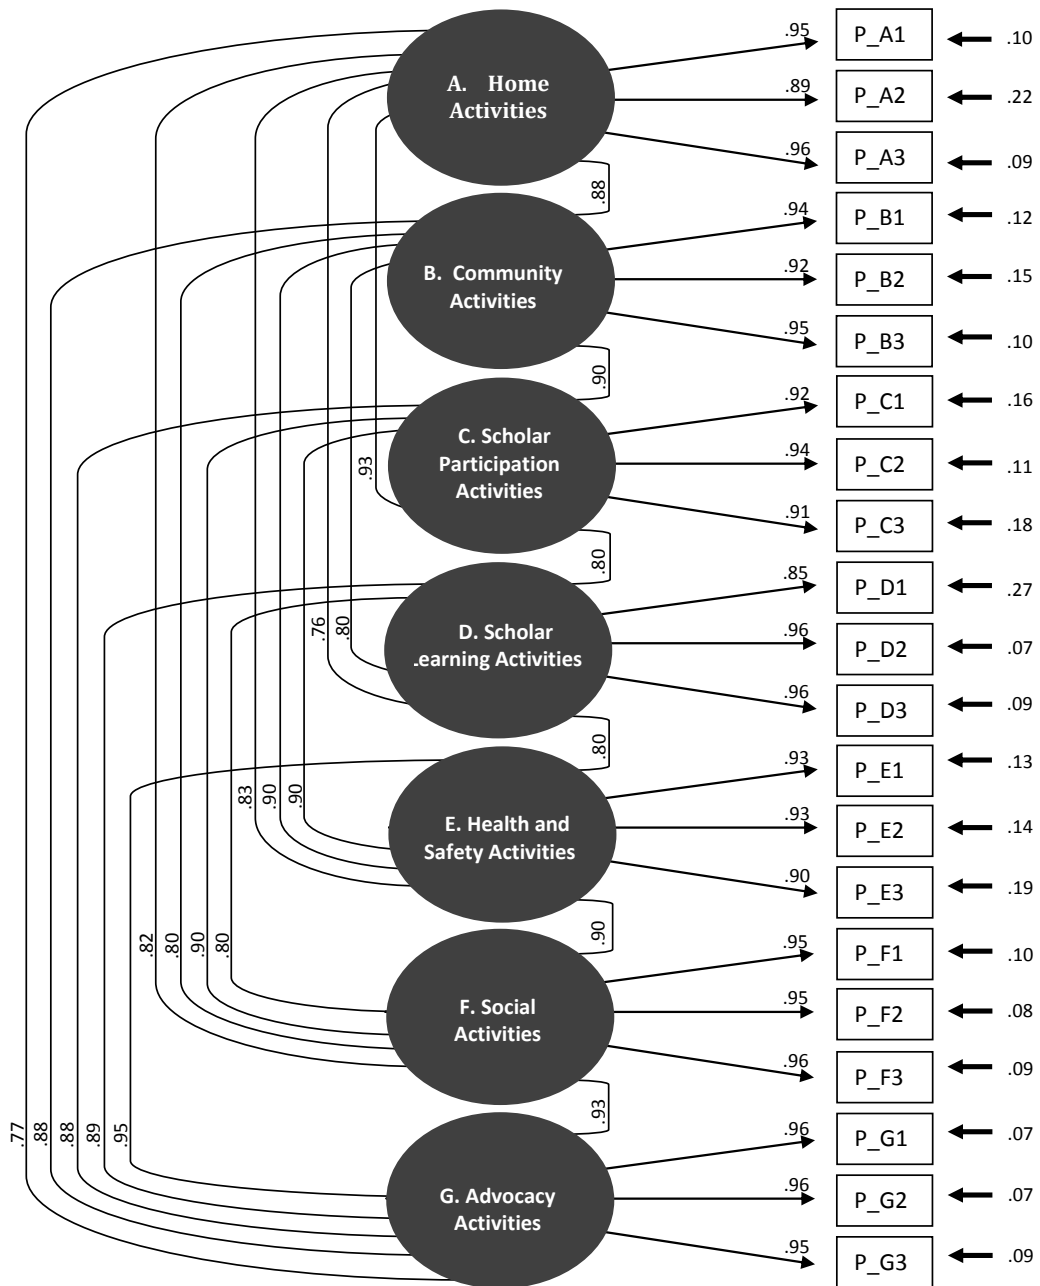 .95
P_A1
.10
A. Home
Activities
.89
P_A2
.22
.96
P_A3
.09
.88
.94
P_B1
.12
B. Community
Activities
.92
P_B2
.15
.95
P_B3
.10
.90
.92
P_C1
.16
C. Scholar
Participation
Activities
.94
P_C2
.11
.93
.91
P_C3
.18
.80
.85
P_D1
.27
.76
.80
D. Scholar
Learning Activities
.96
P_D2
.07
.96
P_D3
.09
.80
.93
P_E1
.13
.83
.90
.90
E. Health and
Safety Activities
.93
P_E2
.14
.90
P_E3
.19
.90
.82
.80
.90
.80
.95
P_F1
.10
F. Social
Activities
.95
P_F2
.08
.96
P_F3
.09
.93
.77
.88
.88
.89
.95
.96
P_G1
.07
G. Advocacy
Activities
.96
P_G2
.07
.95
P_G3
.09